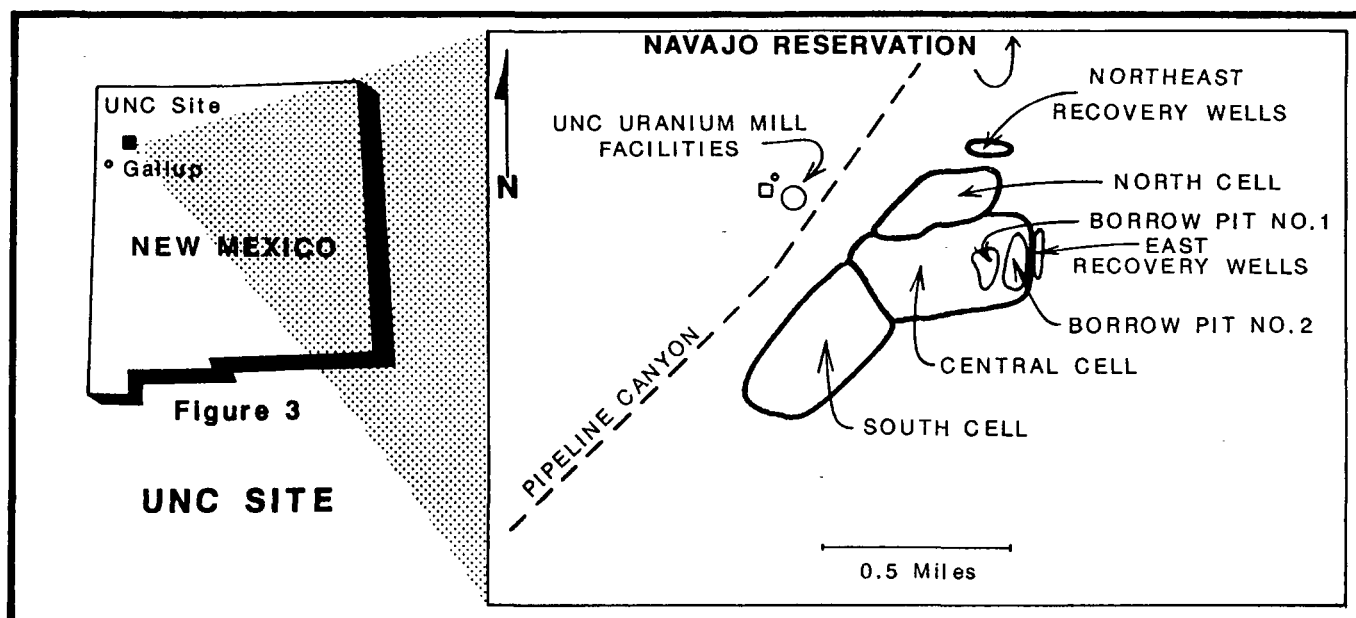 UNC Site
Gallup
NEW MEXICO
Figure 3
UNC SITE
NAVAJO RESERVATION
N
UNC URANIUM MILL
FACILITIES
NORTHEAST
RECOVERY WELLS
NORTH CELL
BORROW PIT NO.1
EAST
RECOVERY WELLS
BORROW PIT NO.2
CENTRAL CELL
SOUTH CELL
PIPELINE CANYON
0.5 Miles